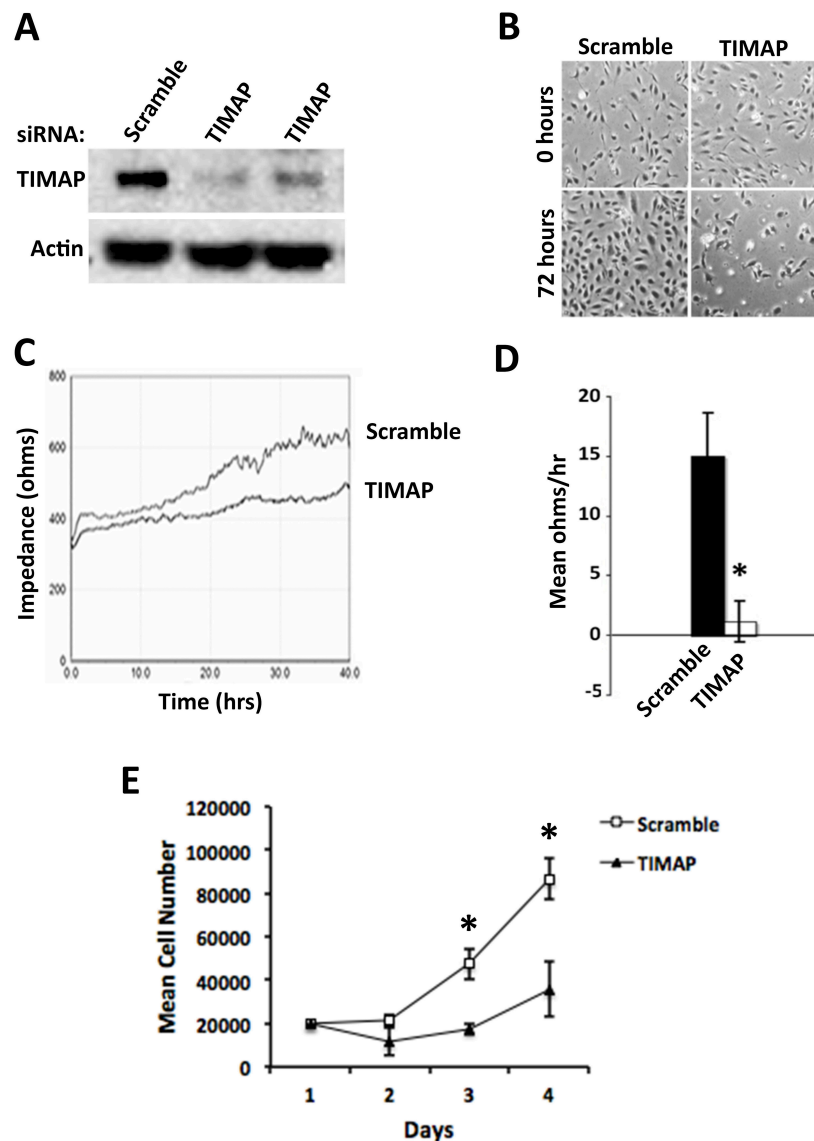 A
siRNA:
Scramble
TIMAP
TIMAP
TIMAP
Actin
B
Scramble TIMAP
0 hours
72 hours
C
800
600
400
200
0
0.0 10.0 20.0 30.0 40.0
Impedance (ohms)
Time (hrs)
Scramble
TIMAP
D
20
15
10
5
0
-5
Mean ohms/hr
*
Scramble
TIMAP
E
120000
100000
80000
60000
40000
20000
0
Mean Cell Number
*
*
1 2 3 4
Days
Scramble
TIMAP